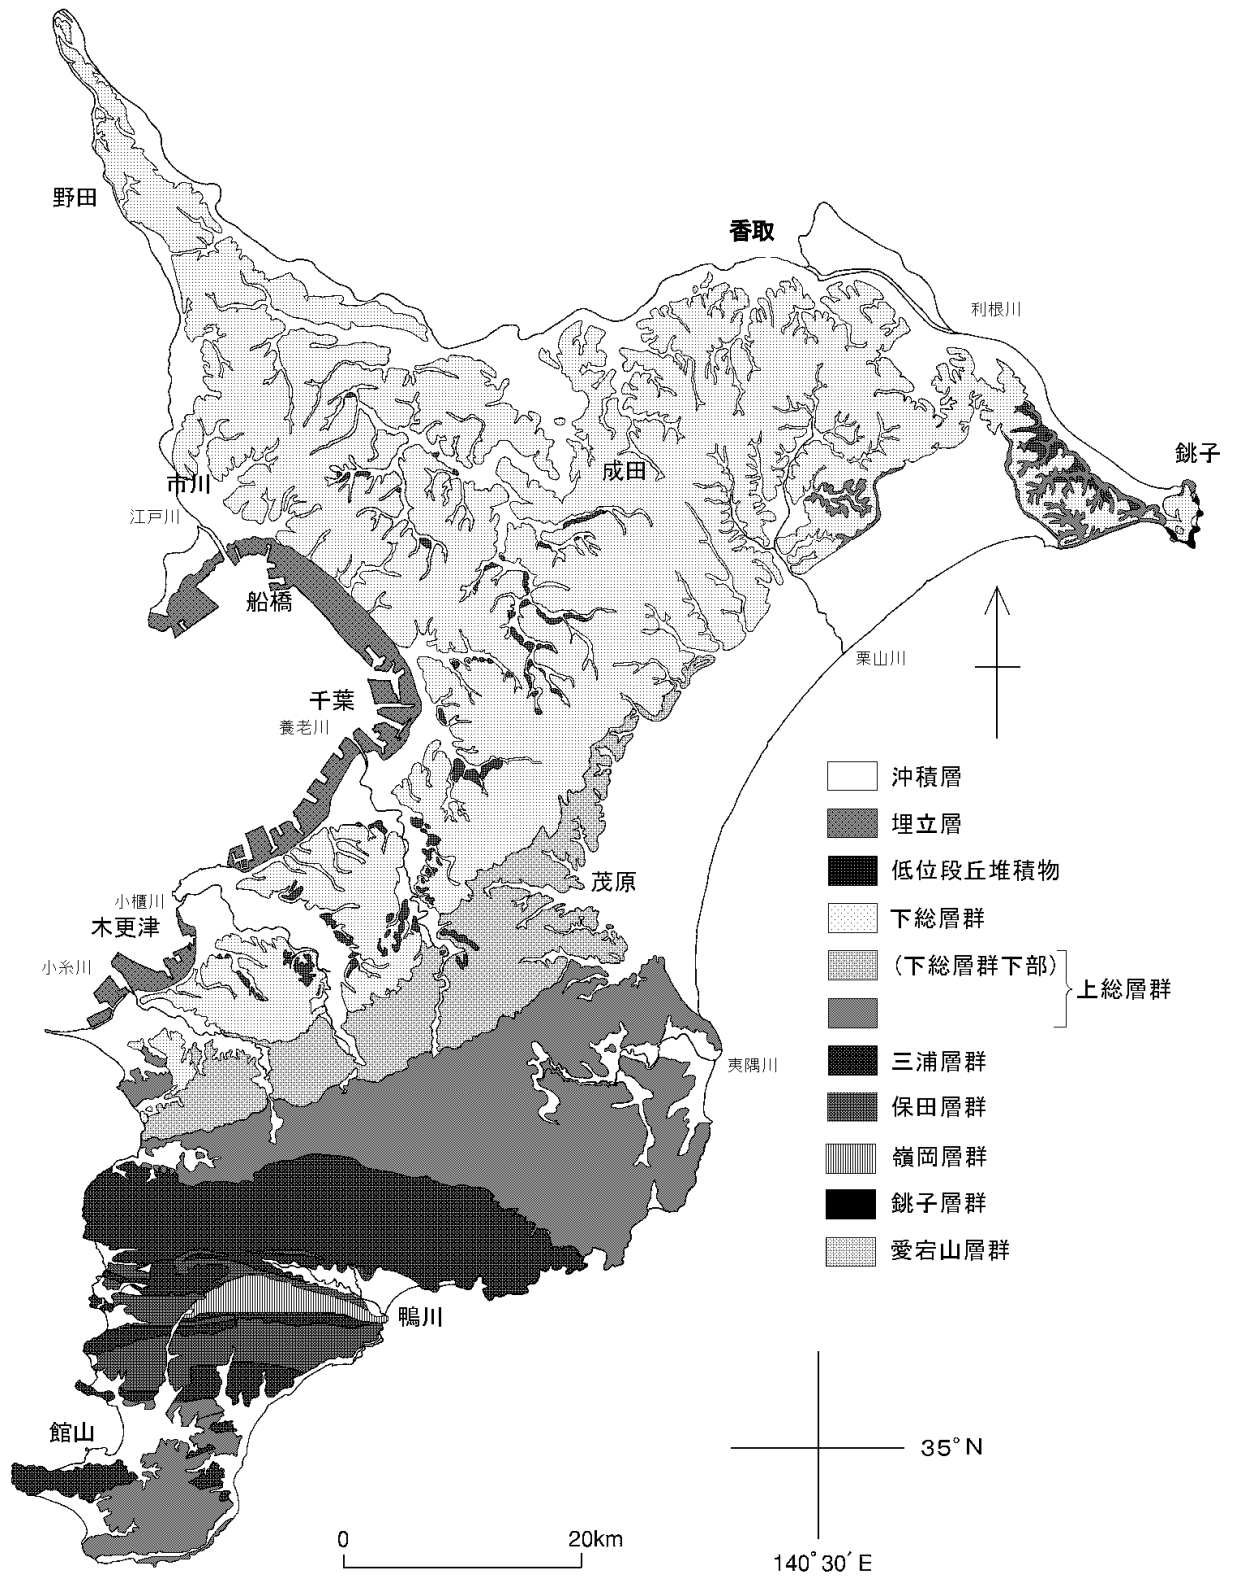 野田
香取
利根川
銚子
成田
市川
江戸川
船橋
栗山川
千葉
養老川
茂原
小櫃川
木更津
小糸川
夷隅川
鴨川
館山
沖積層
埋立層
低位段丘堆積物
下総層群
(下総層群下部)
上総層群
三浦層群
保田層群
嶺岡層群
銚子層群
愛宕山層群
35°N
140°30′E
0 20km